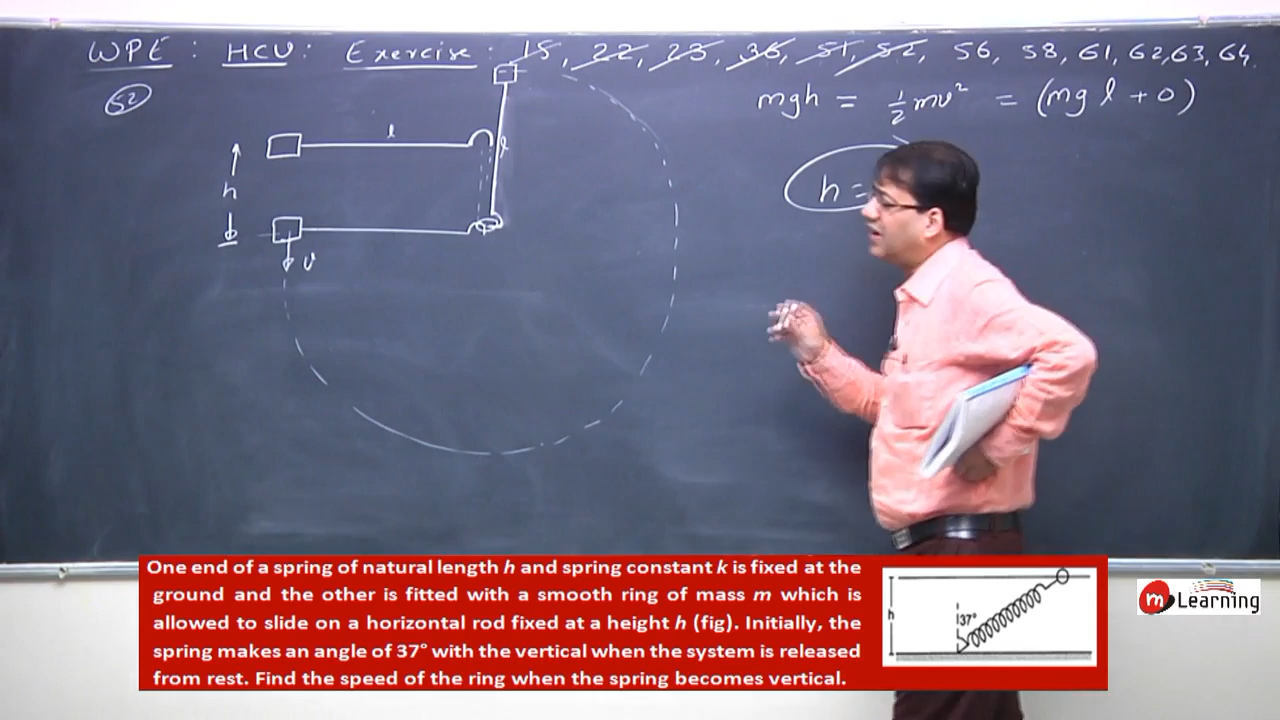 WPE : HCV : Exercise : 15, 22, 23, 36, 51, 52, 56, 58, 61, 62, 63, 64.
52
mgh = ½mv² = (mg l + 0)
h =
l
l
h
v
One end of a spring of natural length h and spring constant k is fixed at the
ground and the other is fitted with a smooth ring of mass m which is
allowed to slide on a horizontal rod fixed at a height h (fig). Initially, the
spring makes an angle of 37° with the vertical when the system is released
from rest. Find the speed of the ring when the spring becomes vertical.
h
37°
m Learning